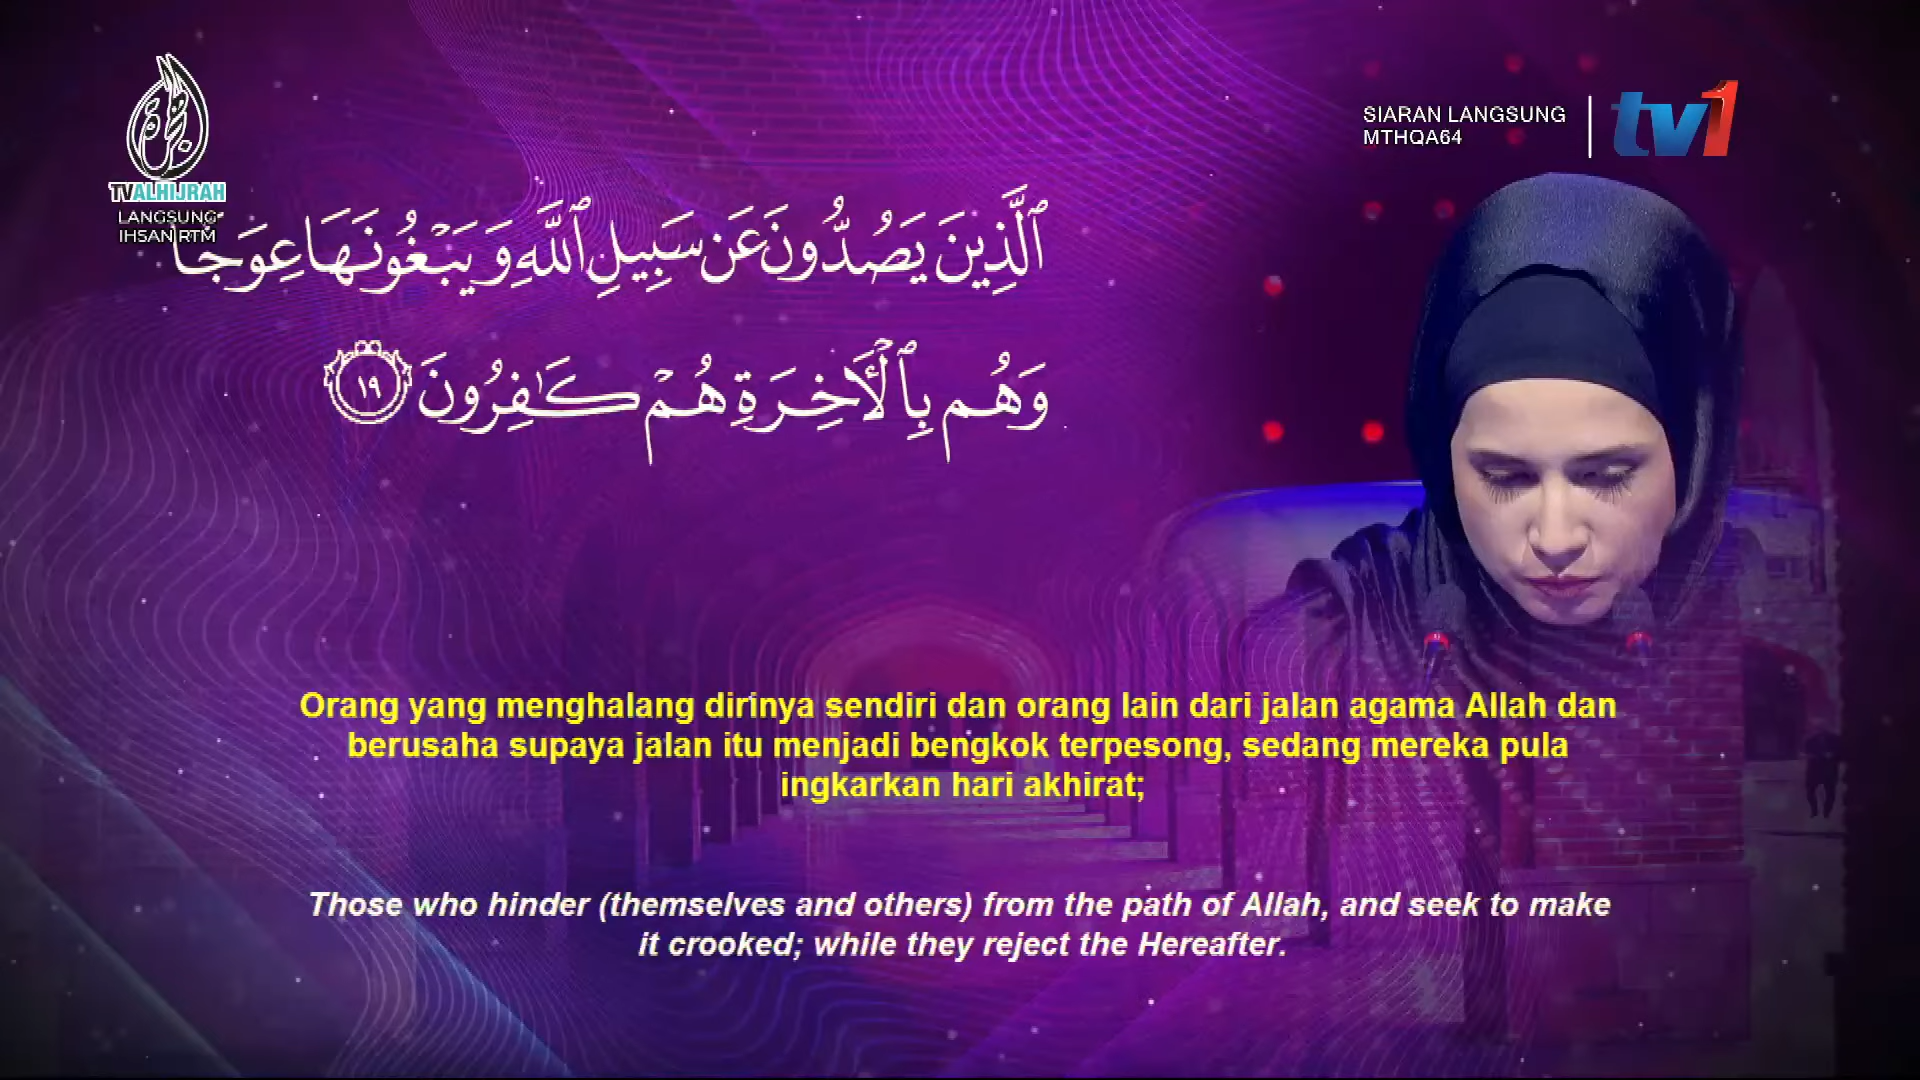 TVALHIJRAH
LANGSUNG
IHSAN RTM
SIARAN LANGSUNG
MTHQA64
tv1
ٱلَّذِينَ يَصُدُّونَ عَن سَبِيلِ ٱللَّهِ وَيَبْغُونَهَا عِوَجًا
وَهُم بِٱلْـَٔاخِرَةِ هُمْ كَـٰفِرُونَ ١٩
Orang yang menghalang dirinya sendiri dan orang lain dari jalan agama Allah dan
berusaha supaya jalan itu menjadi bengkok terpesong, sedang mereka pula
ingkarkan hari akhirat;
Those who hinder (themselves and others) from the path of Allah, and seek to make
it crooked; while they reject the Hereafter.